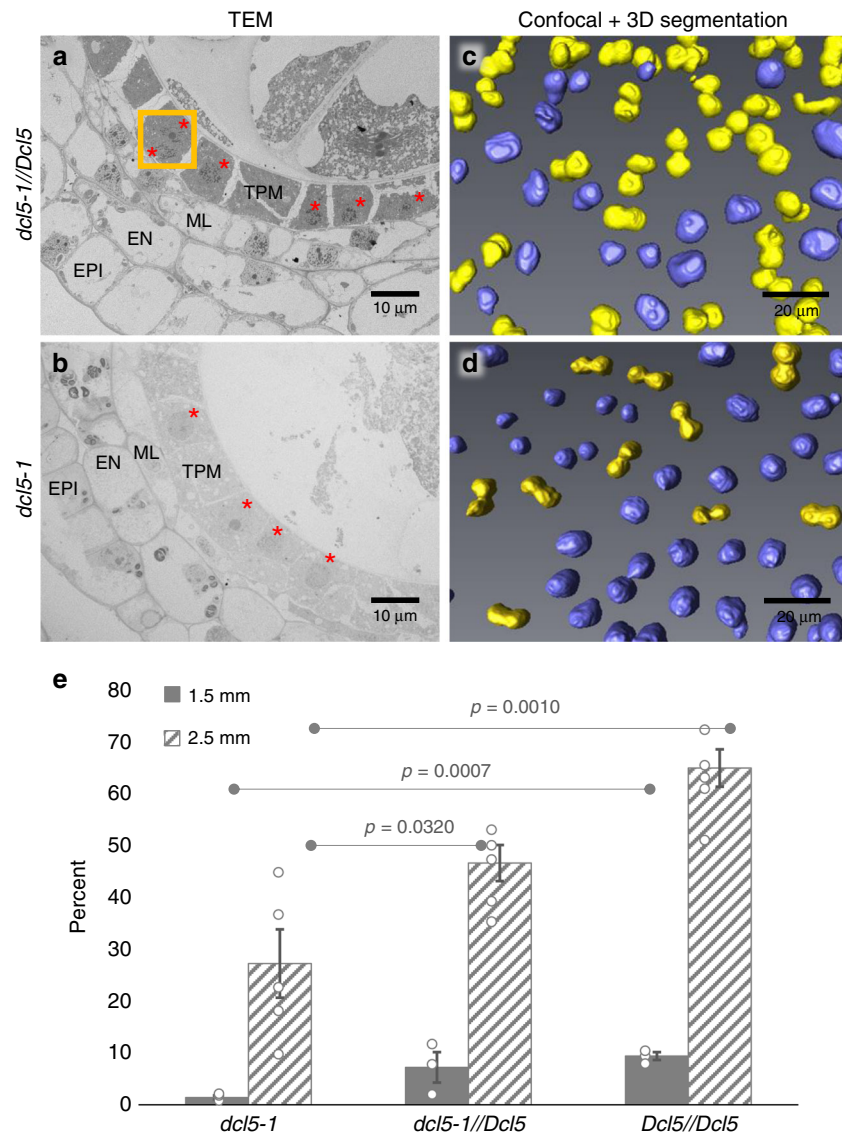 TEM
Confocal + 3D segmentation
dcl5-1//Dcl5
a
TPM
ML
EN
EPI
10 μm
c
20 μm
dcl5-1
b
ML
EN
TPM
EPI
10 μm
d
20 μm
e
Percent
80
70
60
50
40
30
20
10
0
1.5 mm
2.5 mm
p = 0.0010
p = 0.0007
p = 0.0320
dcl5-1
dcl5-1//Dcl5
Dcl5//Dcl5